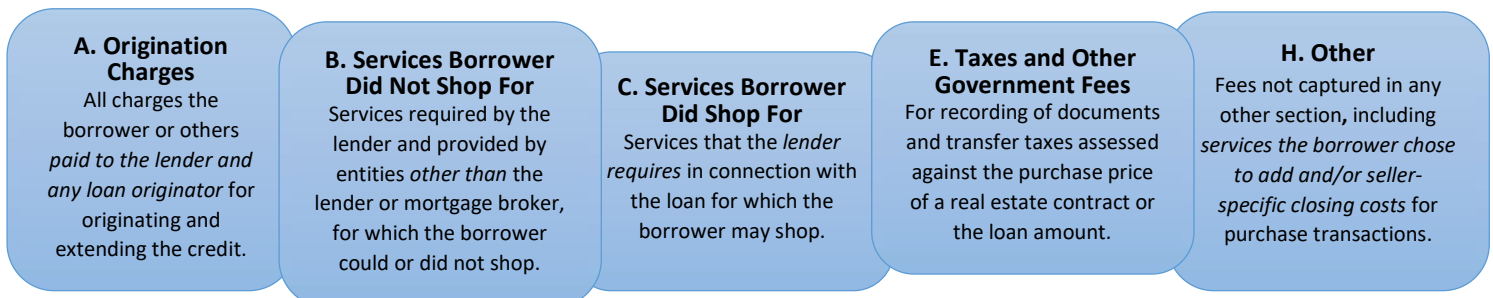 A. Origination
Charges
All charges the
borrower or others
paid to the lender and
any loan originator for
originating and
extending the credit.
B. Services Borrower
Did Not Shop For
Services required by the
lender and provided by
entities other than the
lender or mortgage broker,
for which the borrower
could or did not shop.
C. Services Borrower
Did Shop For
Services that the lender
requires in connection with
the loan for which the
borrower may shop.
E. Taxes and Other
Government Fees
For recording of documents
and transfer taxes assessed
against the purchase price
of a real estate contract or
the loan amount.
H. Other
Fees not captured in any
other section, including
services the borrower chose
to add and/or seller-
specific closing costs for
purchase transactions.